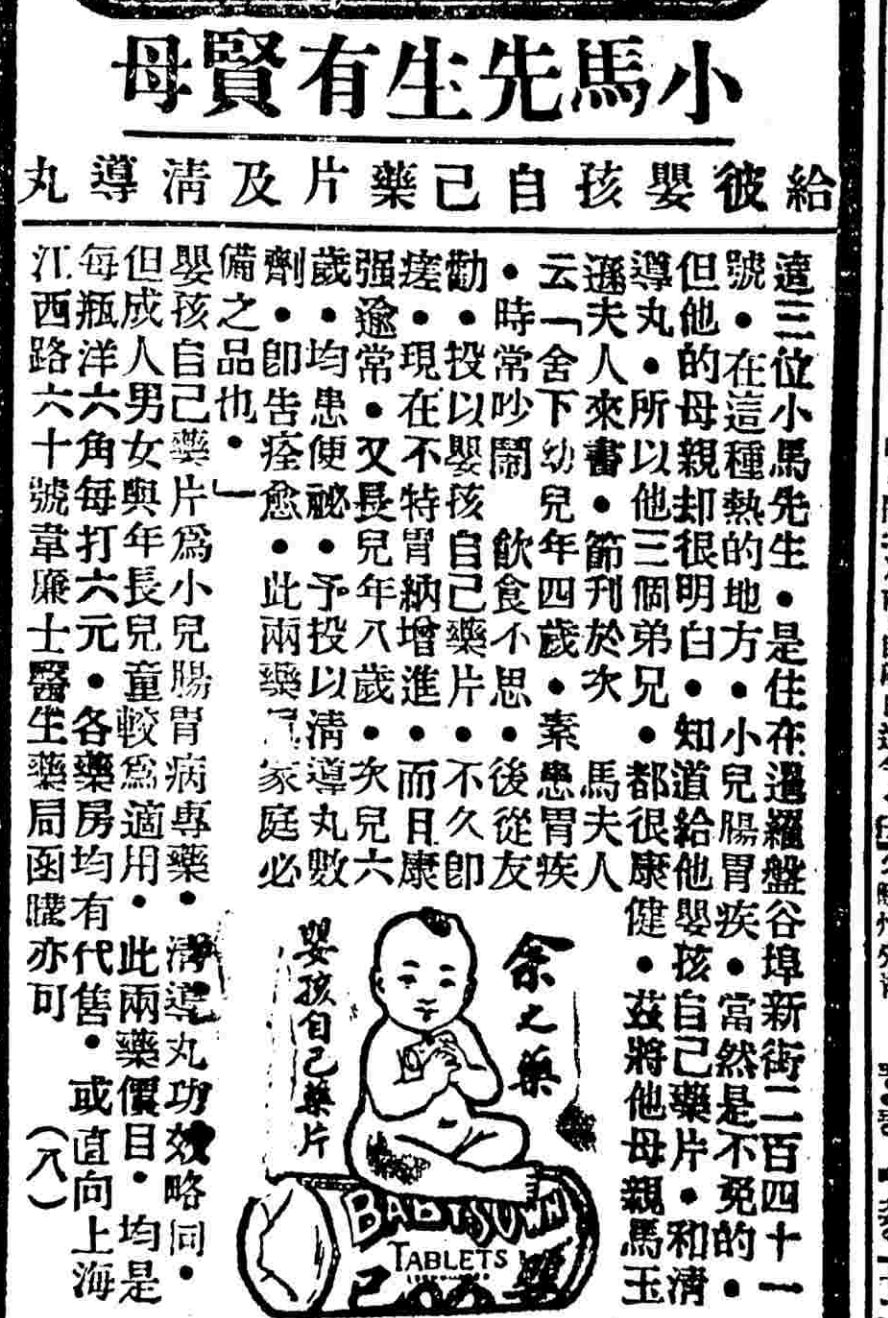 小馬先生有賢母
給彼嬰孩自己藥片及淸導丸
這三位小馬先生•是住在暹羅盤谷埠新街二百四十一
號•在這種熱的地方•小兒腸胃疾•當然是不免的•
但他的母親却很明白•知道給他嬰孩自己藥片•和淸
導丸•所以他三個弟兄•都很康健•茲將他母親馬玉
遜夫人來書•節刊於次 馬夫人
云「舍下幼兒年四歲•素患胃疾
•時常吵鬧 飮食不思•後從友
勸•投以嬰孩自己藥片•不久卽
瘥•現在不特胃納增進•而且康
强逾常•又長兒年八歲•次兒六
歲•均患便祕•予投以淸導丸數
劑•卽告痊愈•此兩藥家庭必
備之品也•」
嬰孩自己藥片爲小兒腸胃病專藥•淸導丸功效略同•
但成人男女與年長兒童較爲適用•此兩藥價目•均是
每瓶洋六角每打六元•各藥房均有代售•或直向上海
江西路六十號韋廉士醫生藥局函購亦可 (八)
余之藥
嬰孩自己藥片
BABY'S OWN
TABLETS
嬰
己